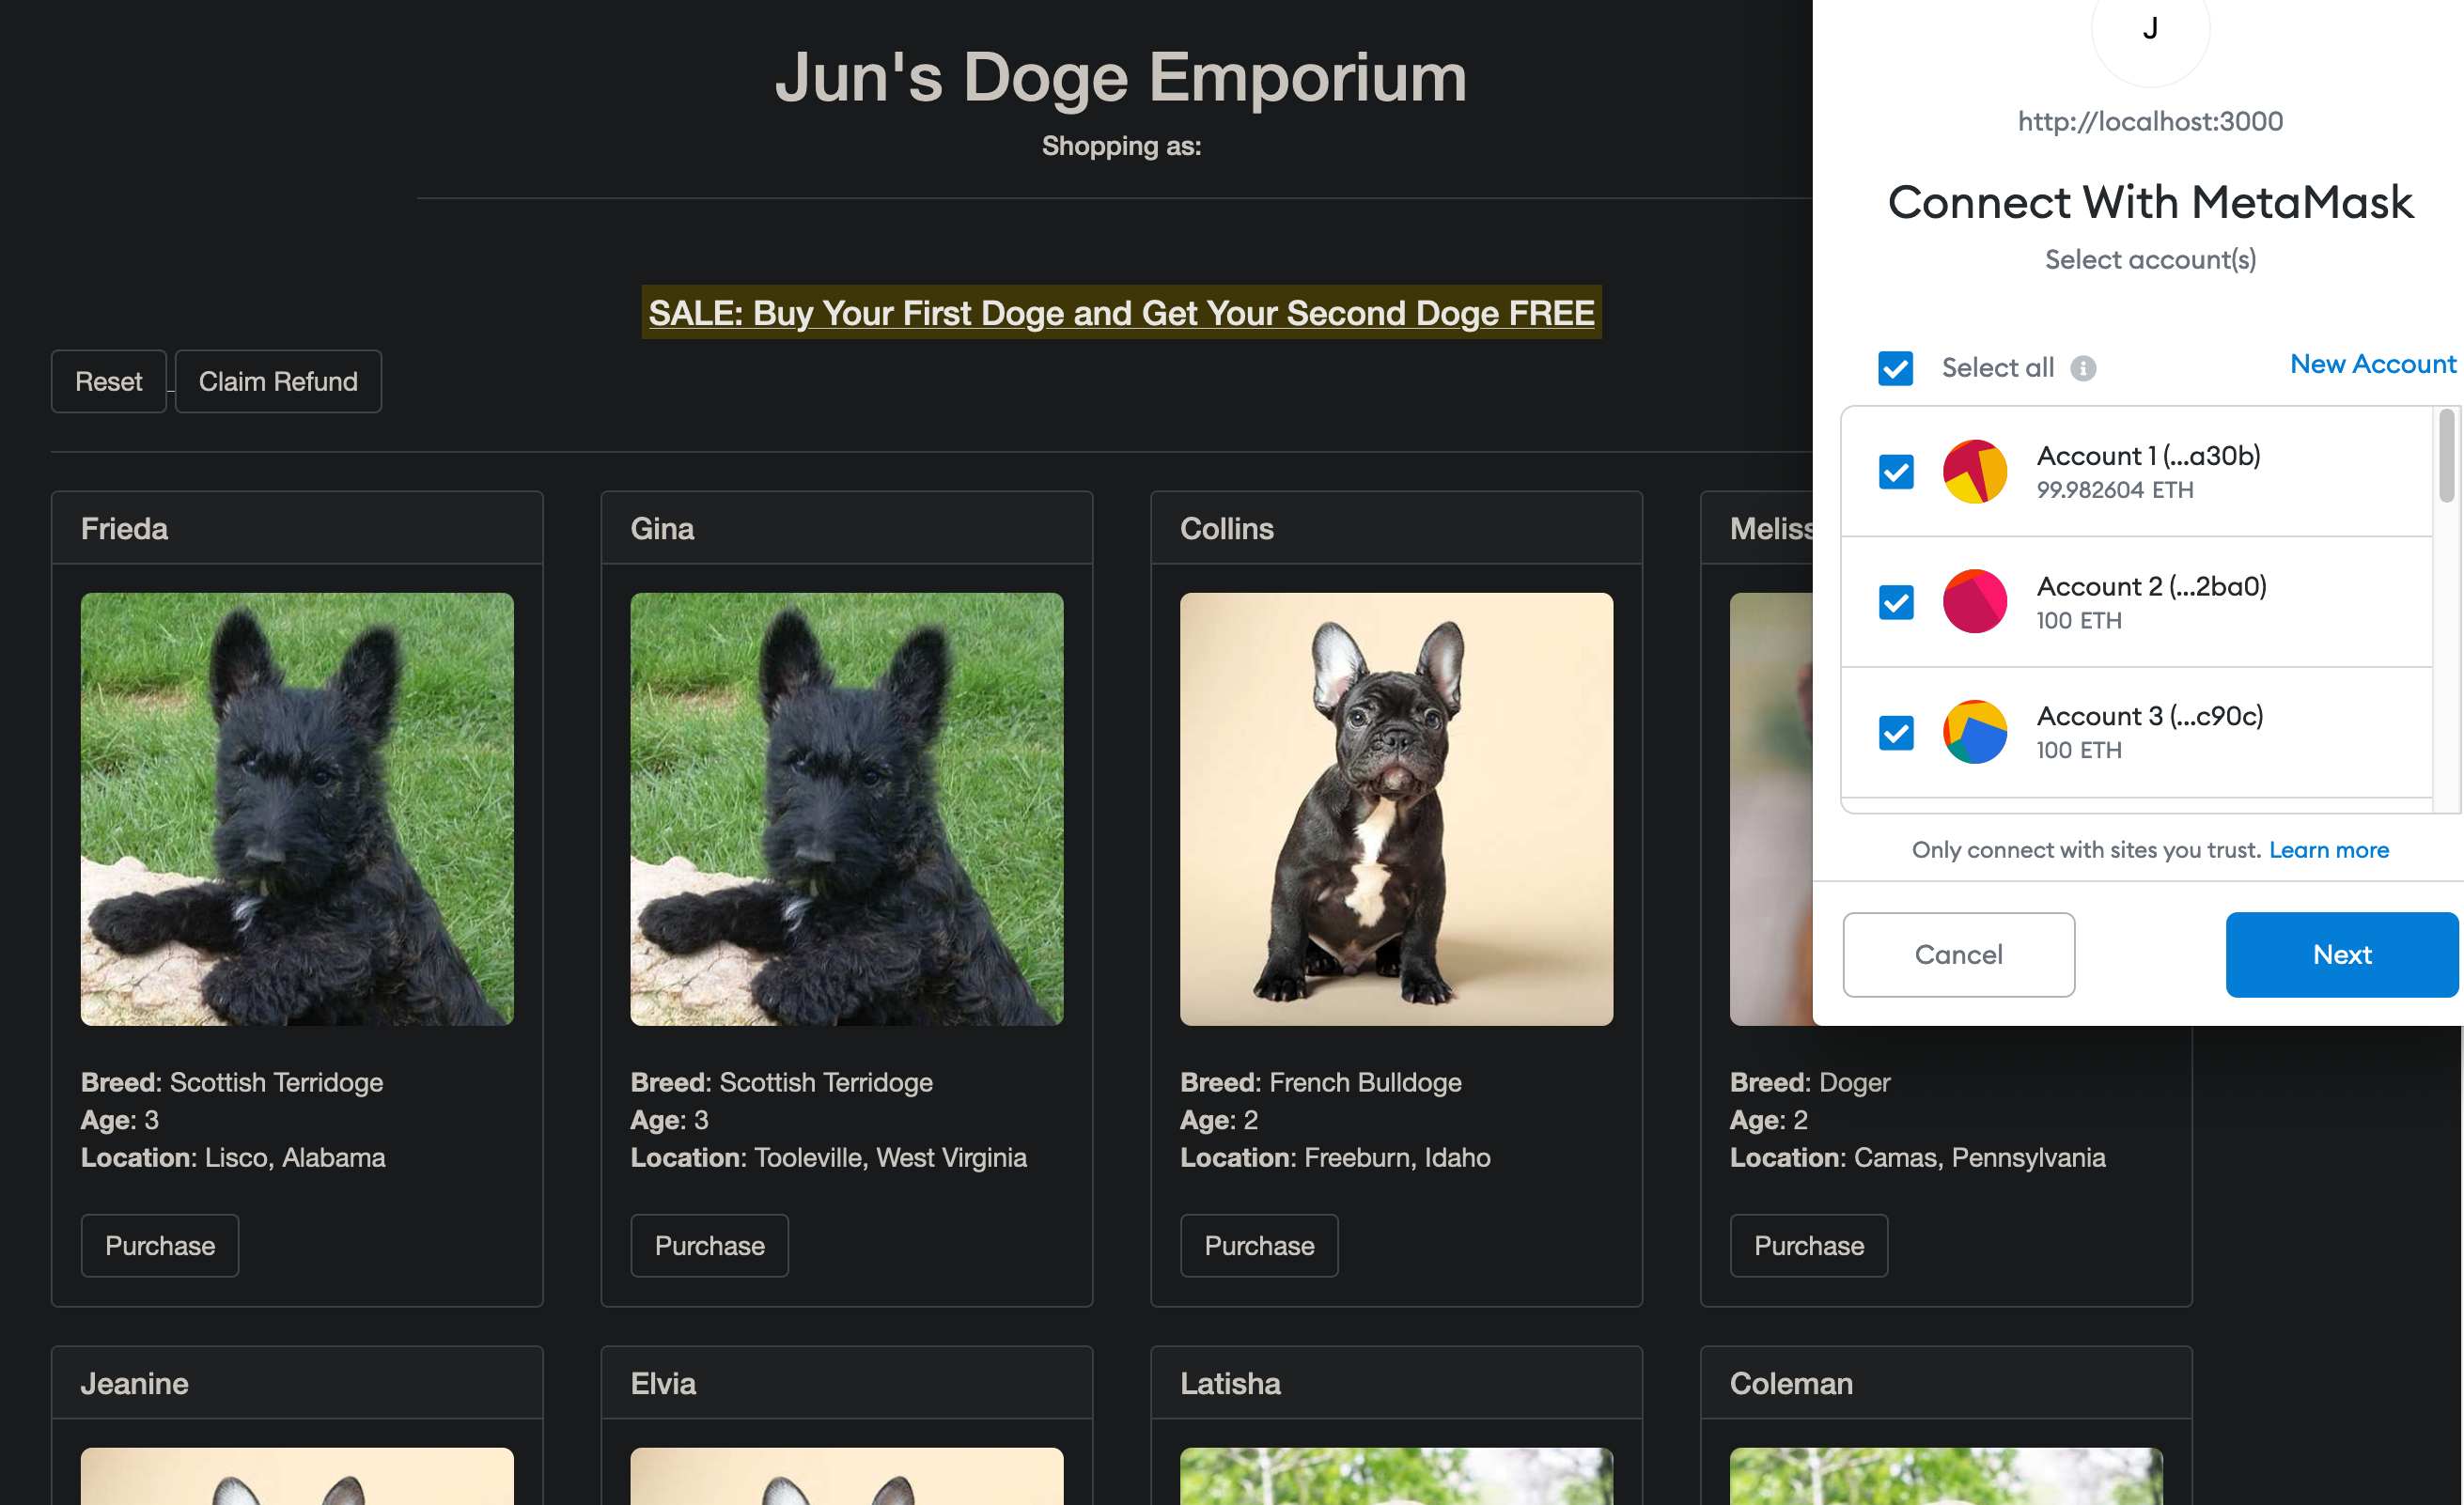 Jun's Doge Emporium
Shopping as:
SALE: Buy Your First Doge and Get Your Second Doge FREE
Reset
Claim Refund
Frieda
Breed: Scottish Terridoge
Age: 3
Location: Lisco, Alabama
Purchase
Gina
Breed: Scottish Terridoge
Age: 3
Location: Tooleville, West Virginia
Purchase
Collins
Breed: French Bulldoge
Age: 2
Location: Freeburn, Idaho
Purchase
Meliss
Breed: Doger
Age: 2
Location: Camas, Pennsylvania
Purchase
Jeanine
Elvia
Latisha
Coleman
J
http://localhost:3000
Connect With MetaMask
Select account(s)
Select all
New Account
Account 1 (...a30b)
99.982604 ETH
Account 2 (...2ba0)
100 ETH
Account 3 (...c90c)
100 ETH
Only connect with sites you trust. Learn more
Cancel
Next